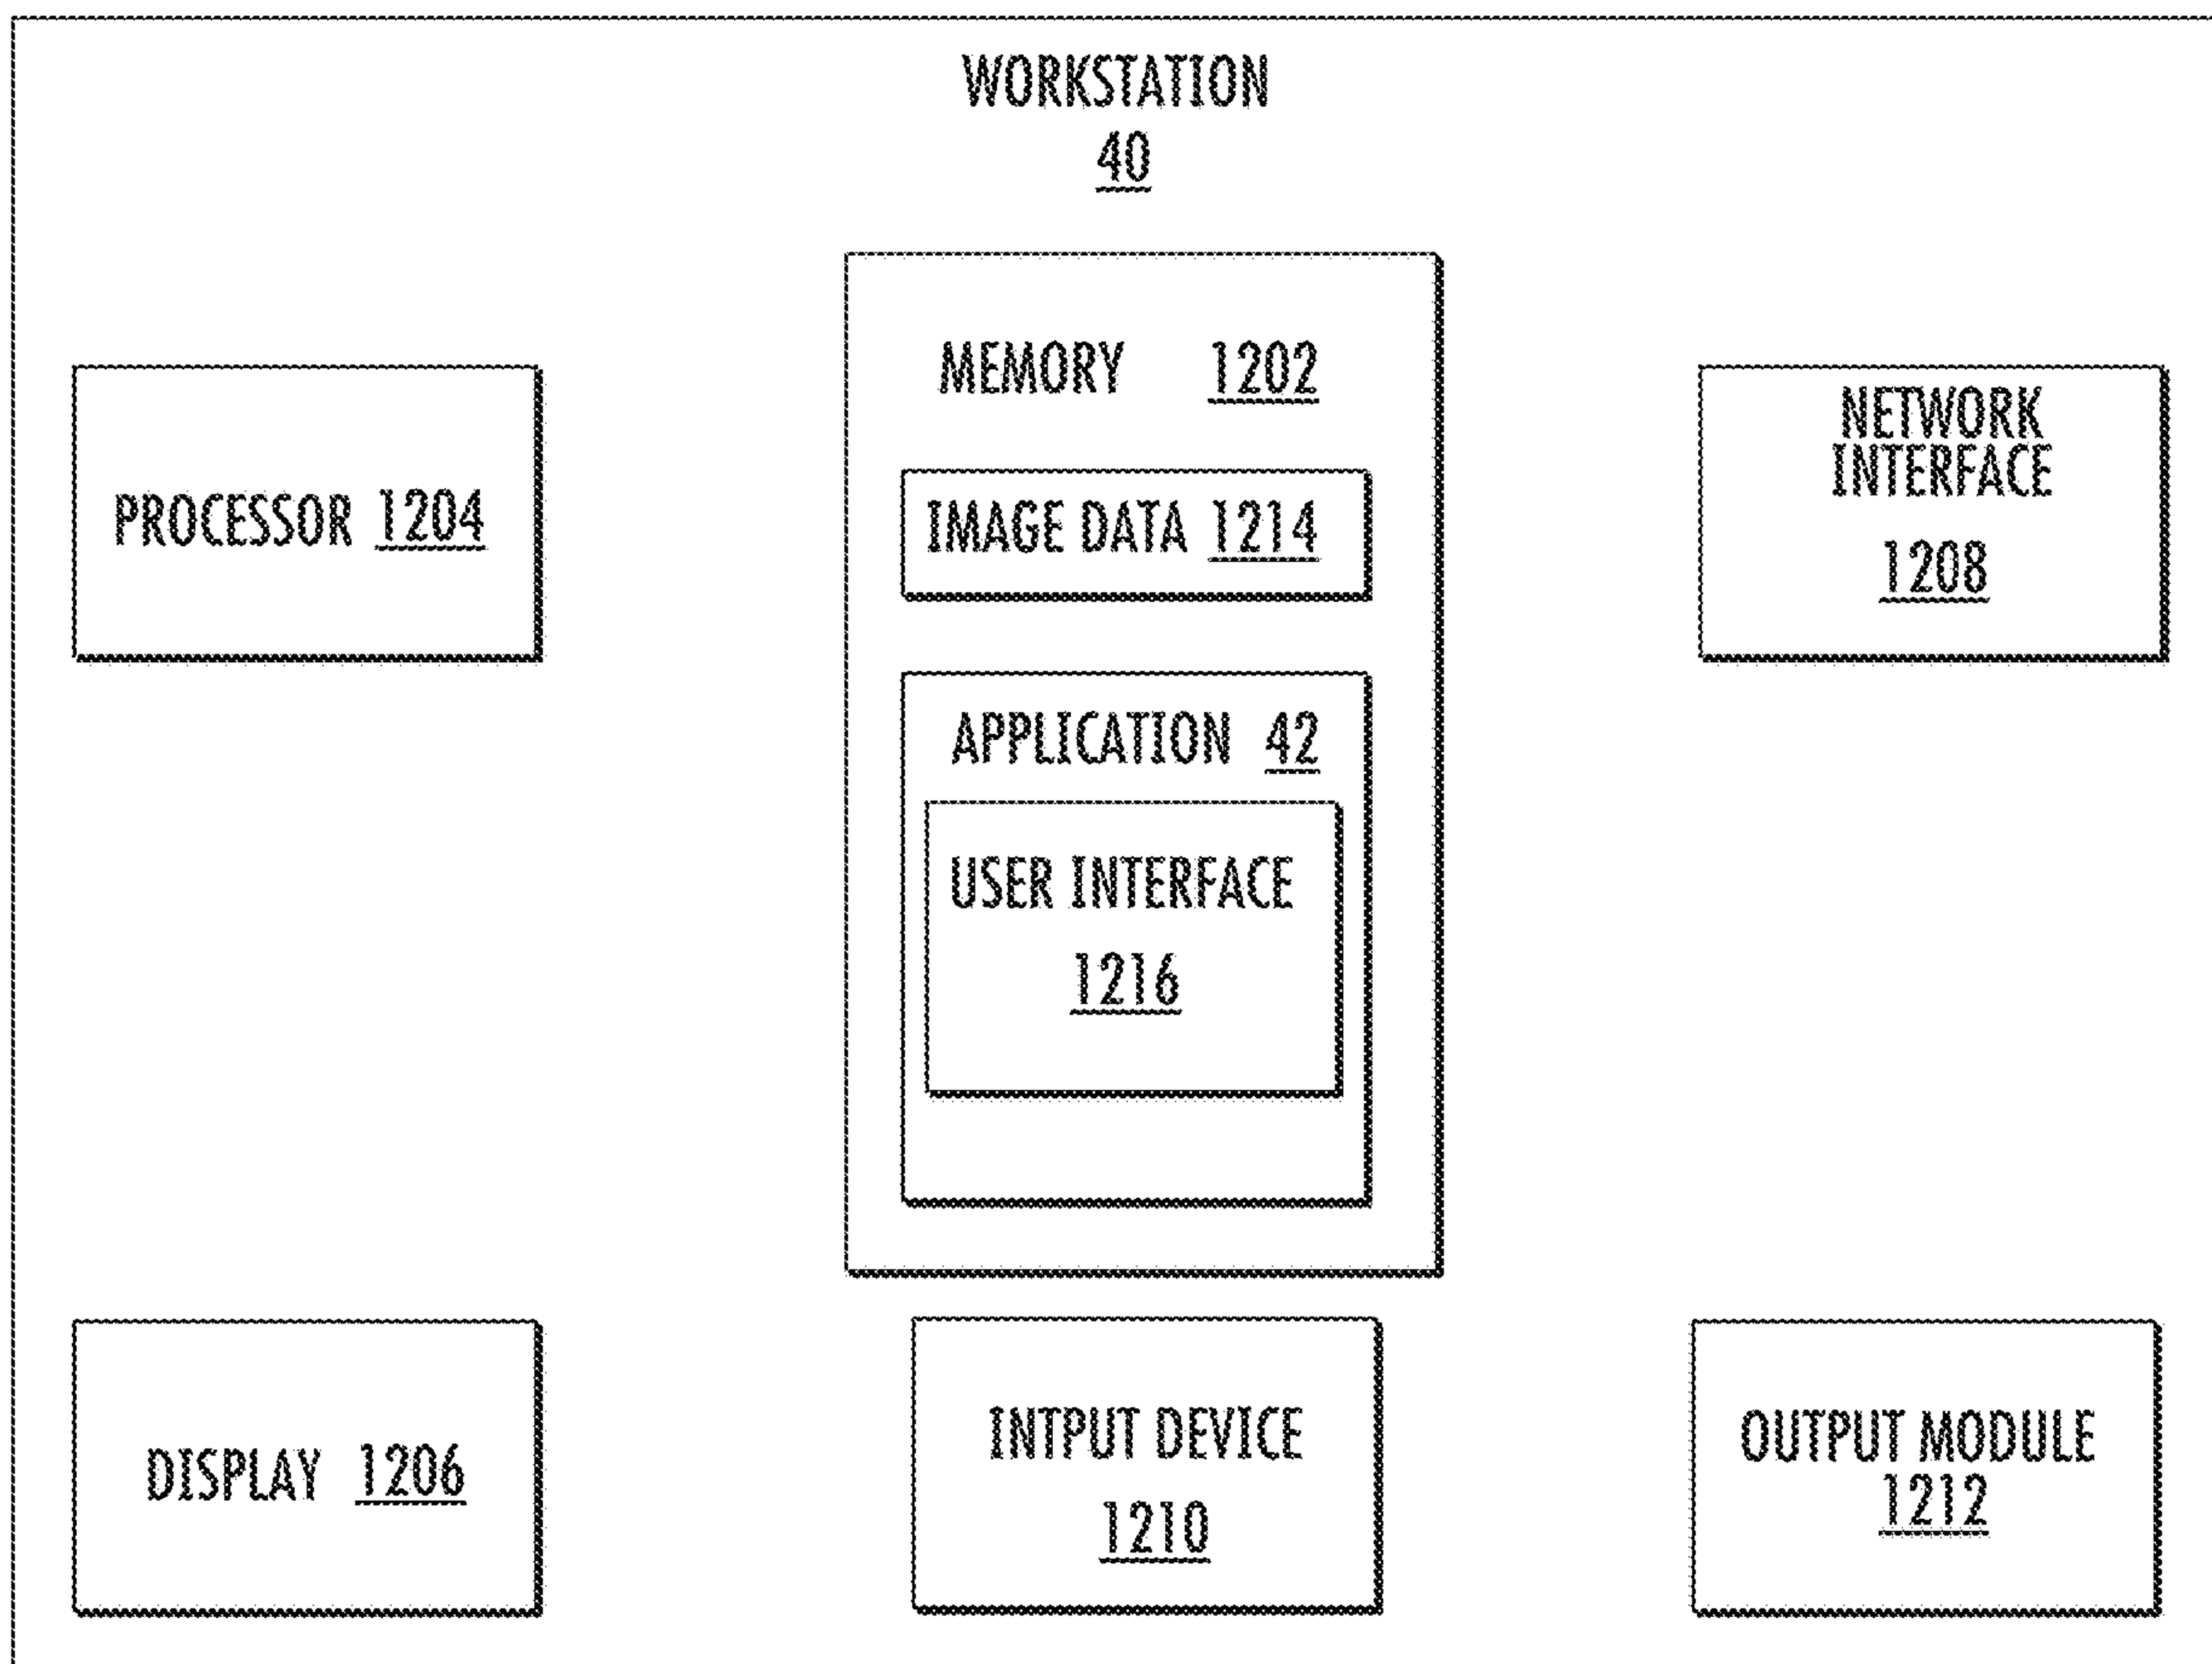 WORKSTATION
40
MEMORY 1202
PROCESSOR 1204
IMAGE DATA 1214
NETWORK
INTERFACE
1208
APPLICATION 42
USER INTERFACE
1216
DISPLAY 1206
INTPUT DEVICE
1210
OUTPUT MODULE
1212